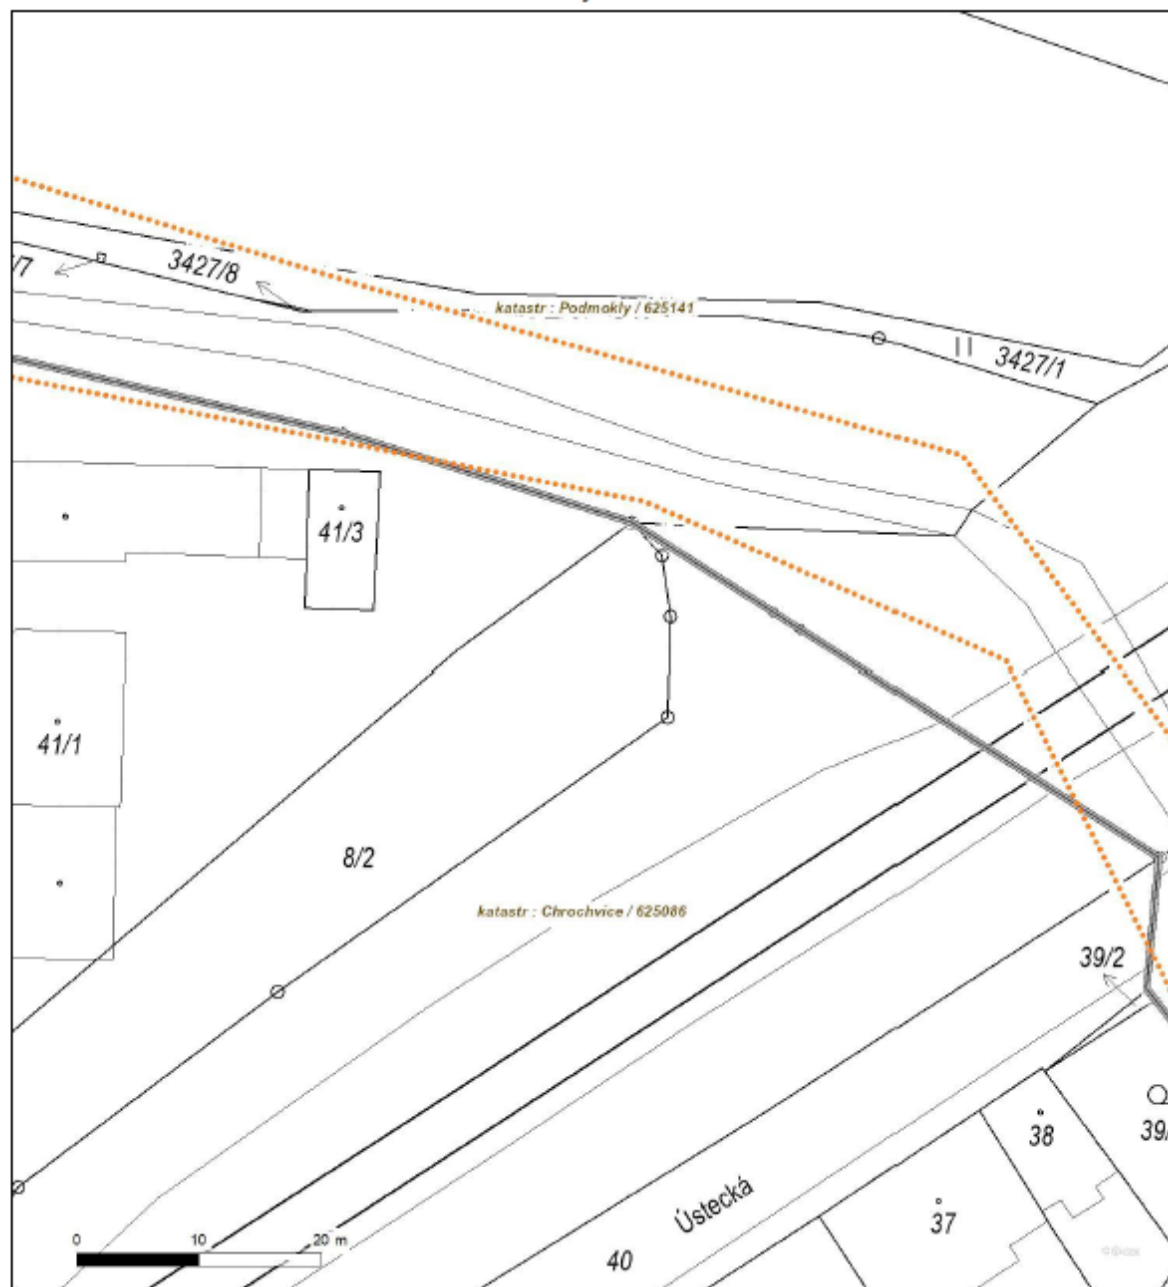 /7
3427/8
katastr : Podmokly / 625141
3427/1
41/3
41/1
8/2
katastr : Chrochvice / 625086
39/2
38
39/
Ústecká
37
40
0 10 20 m